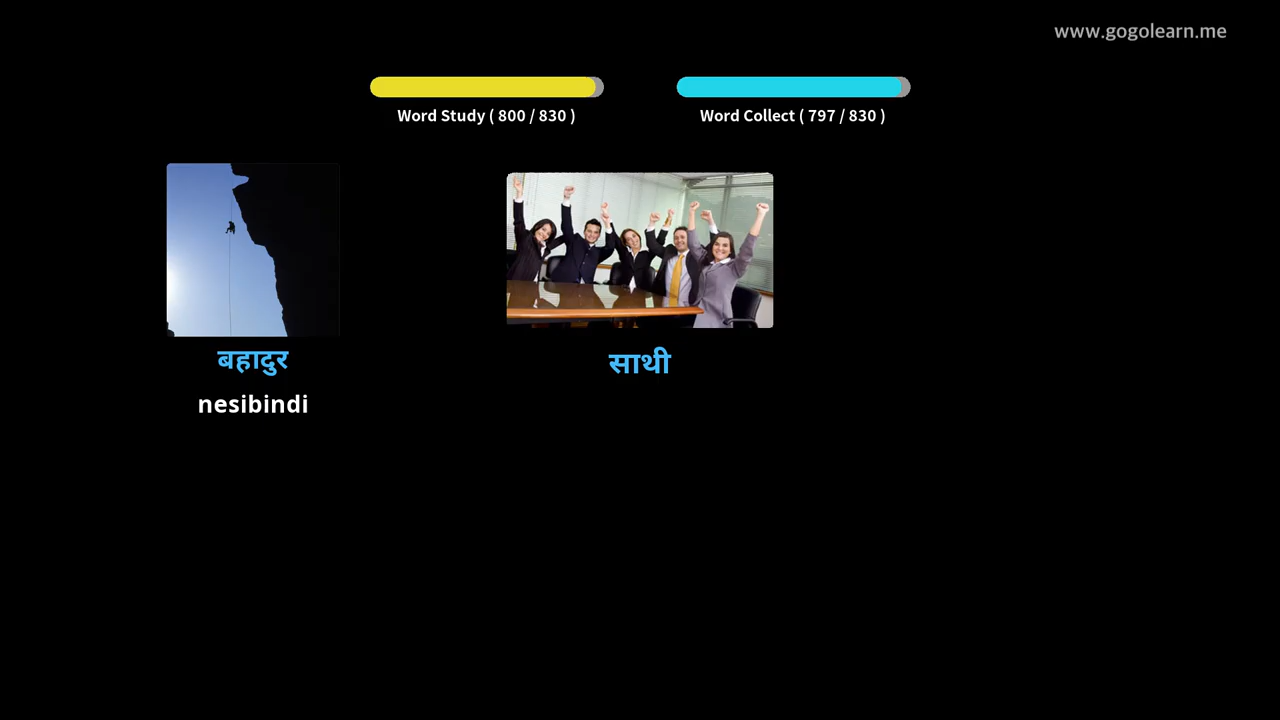 www.gogolearn.me
Word Study ( 800 / 830 )
Word Collect ( 797 / 830 )
बहादुर
nesibindi
साथी